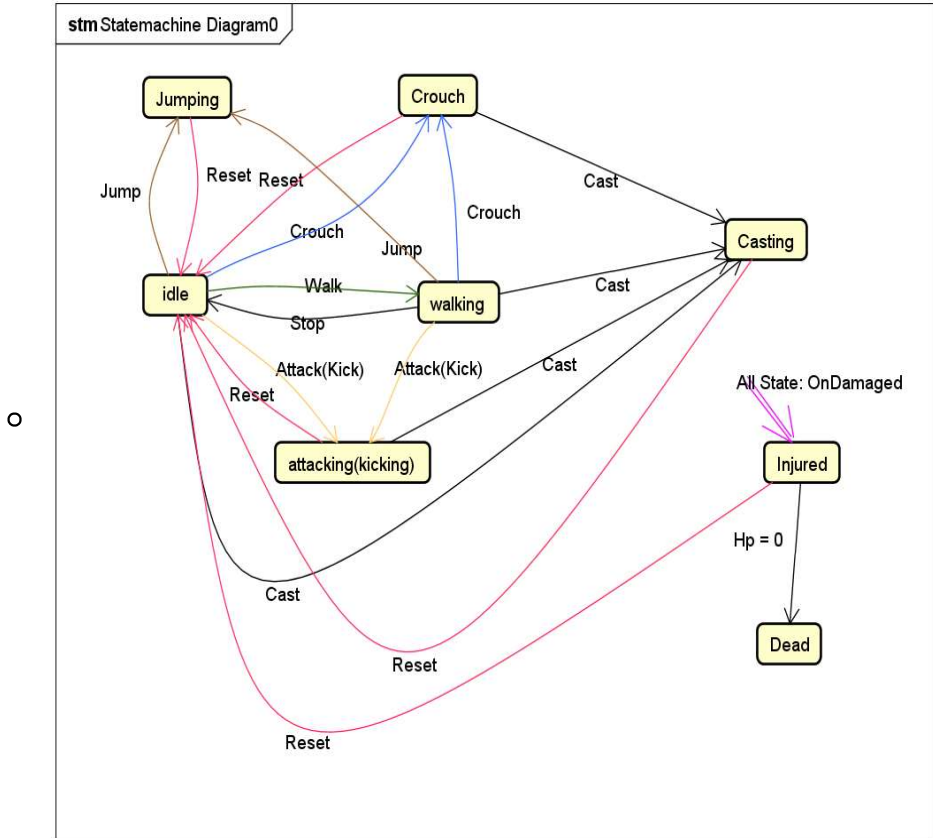 stm Statemachine Diagram0
Jumping
Crouch
Reset
Reset
Cast
Jump
Crouch
Crouch
Jump
Casting
idle
Walk
walking
Cast
Stop
Attack(Kick)
Attack(Kick)
Cast
Reset
All State: OnDamaged
attacking(kicking)
Injured
Hp = 0
Cast
Dead
Reset
Reset
O